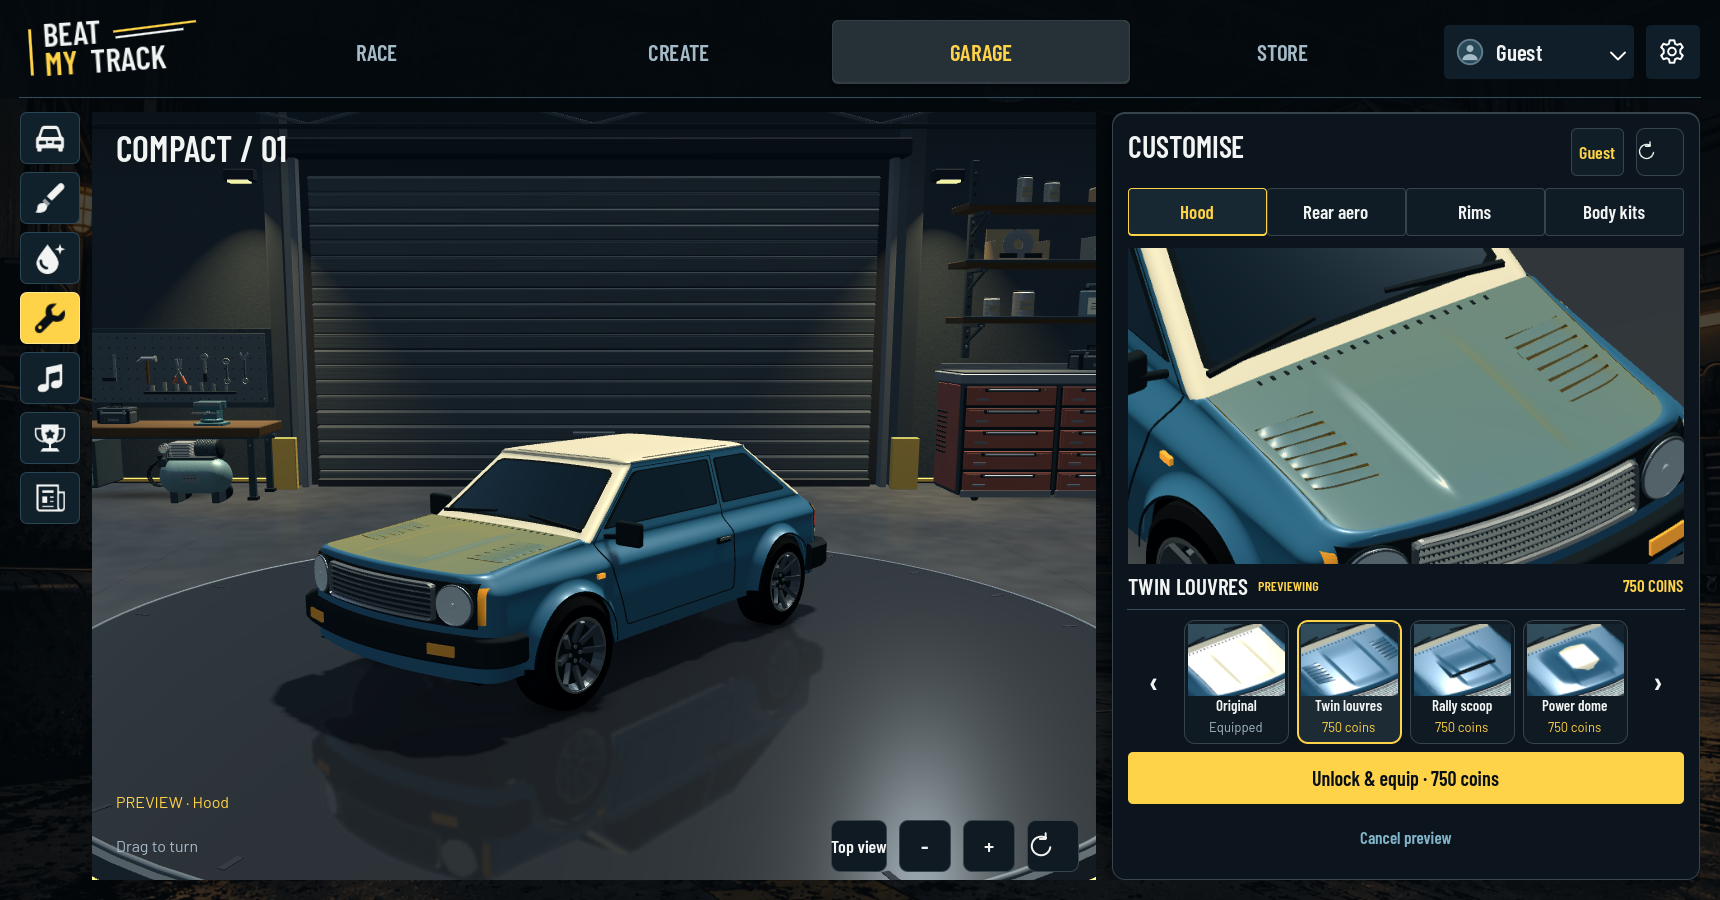 BEAT
MY TRACK
RACE
CREATE
GARAGE
STORE
Guest
COMPACT / 01
CUSTOMISE
Guest
Hood
Rear aero
Rims
Body kits
TWIN LOUVRES PREVIEWING 750 COINS
‹
Original
Equipped
Twin louvres
750 coins
Rally scoop
750 coins
Power dome
750 coins
›
Unlock & equip · 750 coins
Cancel preview
PREVIEW · Hood
Drag to turn
Top view
-
+